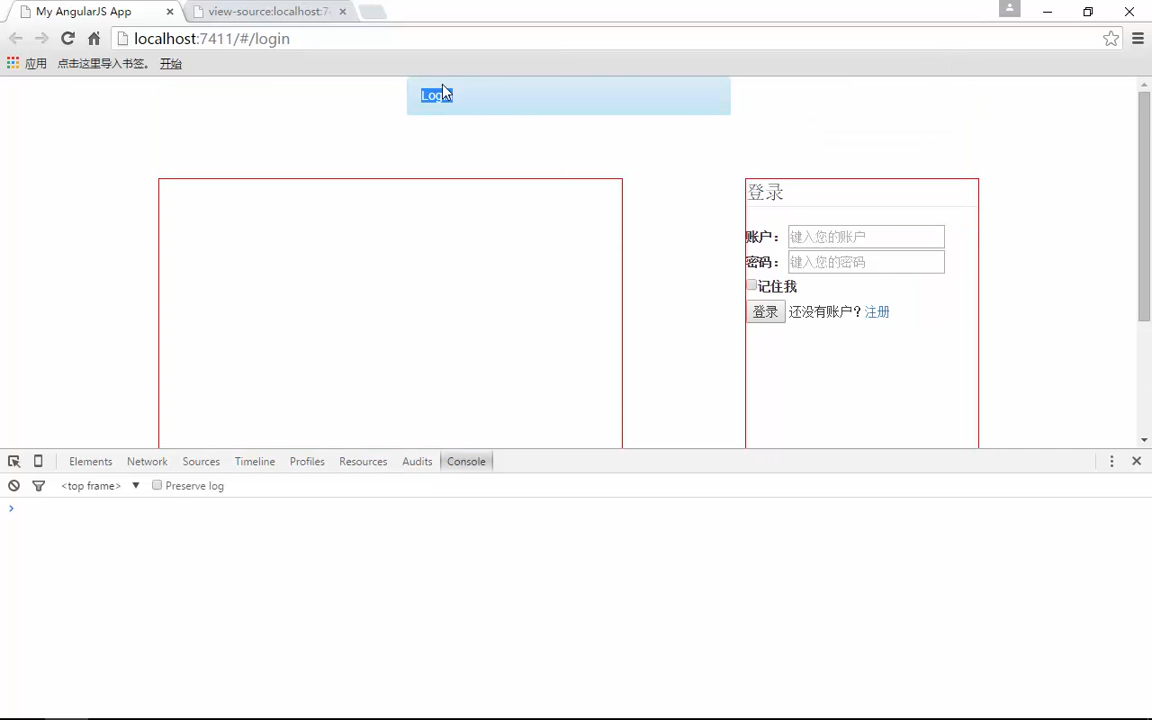 My AngularJS App
view-source:localhost:7
localhost:7411/#/login
应用 点击这里导入书签。 开始
登录
账户： 键入您的账户
密码： 键入您的密码
记住我
登录 还没有账户？注册
Elements Network Sources Timeline Profiles Resources Audits Console
<top frame> ▼ Preserve log